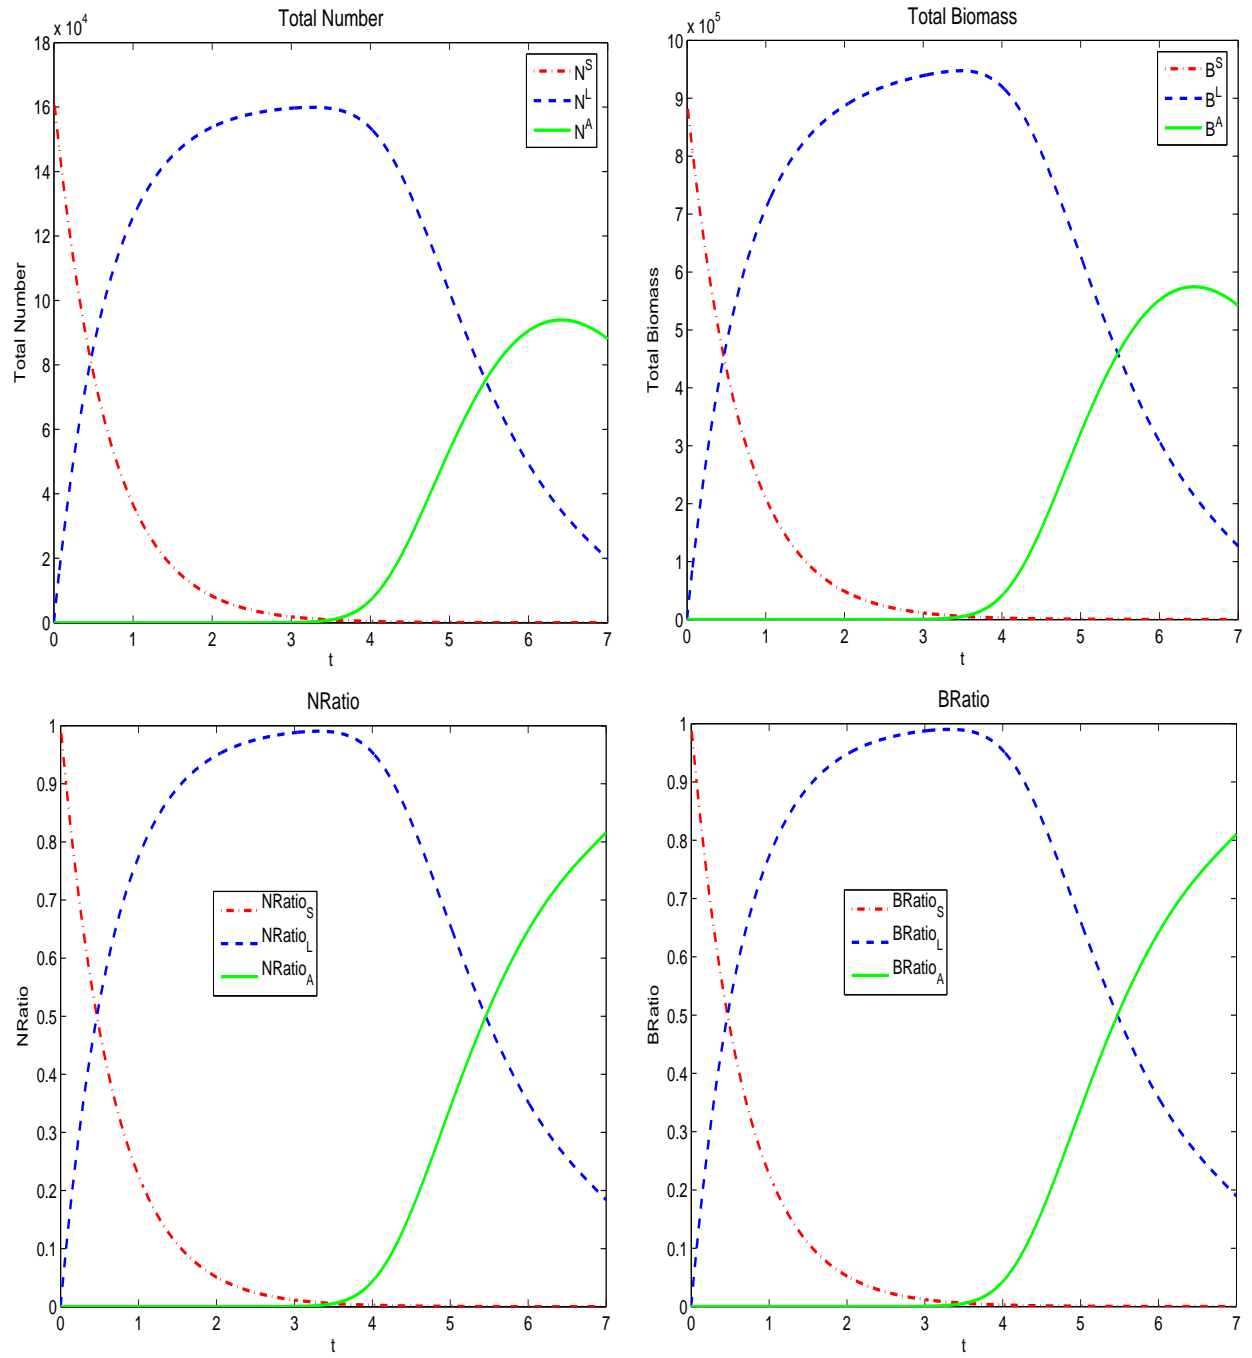 Total Number
x 10^4
18
16
14
12
10
8
6
4
2
0
Total Number
N^S
N^L
N^A
0 1 2 3 4 5 6 7
t
Total Biomass
x 10^5
10
9
8
7
6
5
4
3
2
1
0
Total Biomass
B^S
B^L
B^A
0 1 2 3 4 5 6 7
t
NRatio
1
0.9
0.8
0.7
0.6
0.5
0.4
0.3
0.2
0.1
0
NRatio
NRatio_S
NRatio_L
NRatio_A
0 1 2 3 4 5 6 7
t
BRatio
1
0.9
0.8
0.7
0.6
0.5
0.4
0.3
0.2
0.1
0
BRatio
BRatio_S
BRatio_L
BRatio_A
0 1 2 3 4 5 6 7
t